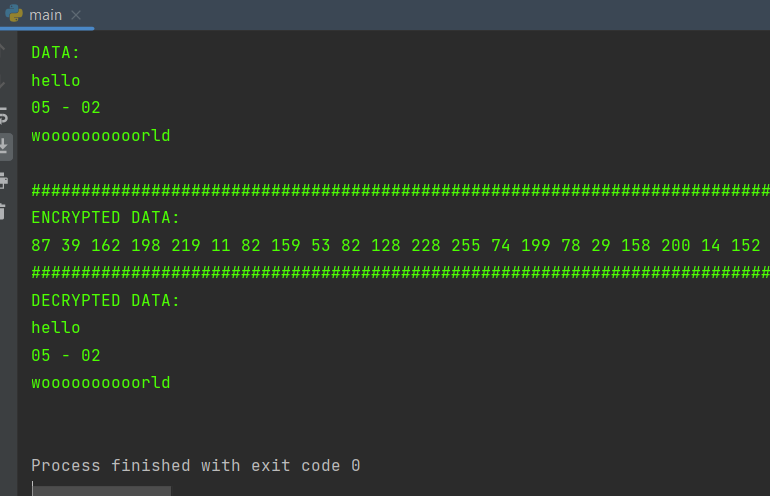 main
DATA:
hello
05 - 02
woooooooooorld
##########################################################################
ENCRYPTED DATA:
87 39 162 198 219 11 82 159 53 82 128 228 255 74 199 78 29 158 200 14 152
##########################################################################
DECRYPTED DATA:
hello
05 - 02
woooooooooorld
Process finished with exit code 0